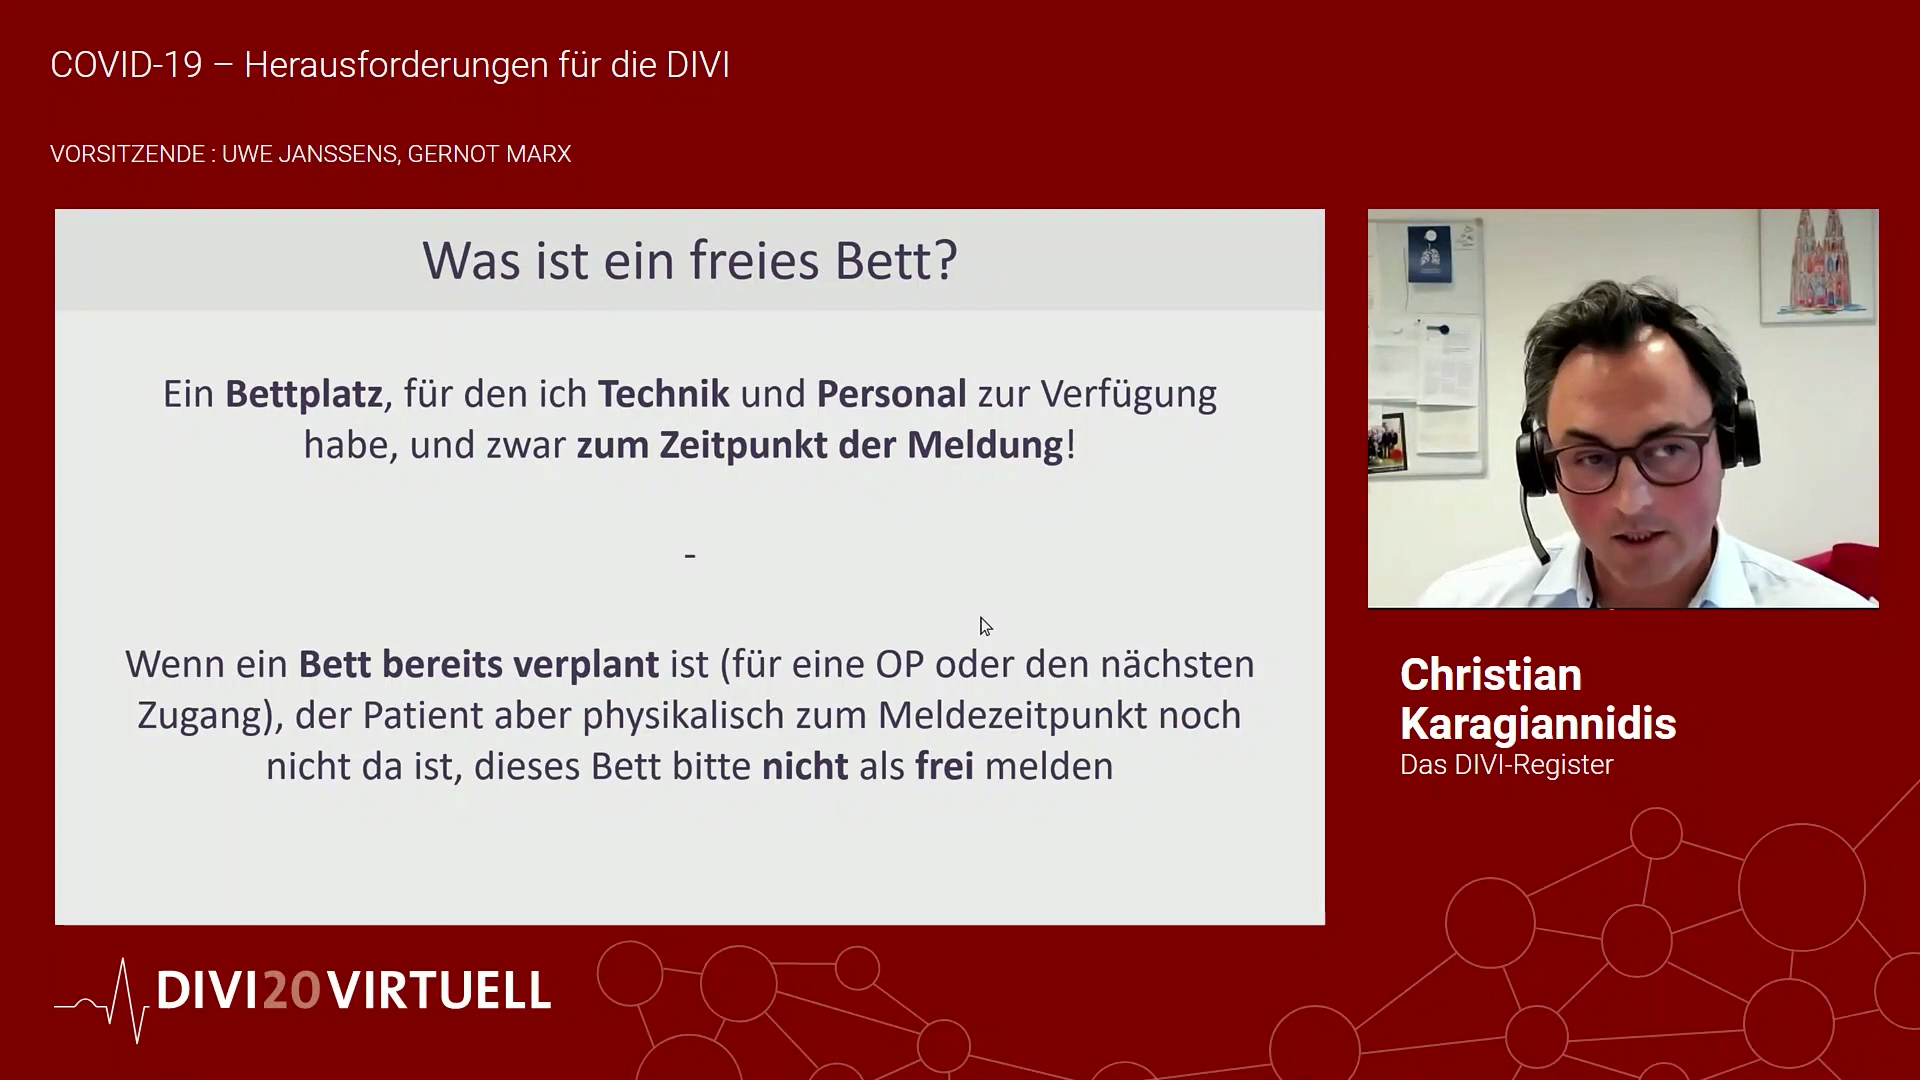 COVID-19 – Herausforderungen für die DIVI
VORSITZENDE : UWE JANSSENS, GERNOT MARX
Was ist ein freies Bett?
Ein Bettplatz, für den ich Technik und Personal zur Verfügung
habe, und zwar zum Zeitpunkt der Meldung!
-
Wenn ein Bett bereits verplant ist (für eine OP oder den nächsten
Zugang), der Patient aber physikalisch zum Meldezeitpunkt noch
nicht da ist, dieses Bett bitte nicht als frei melden
Christian
Karagiannidis
Das DIVI-Register
DIVI20VIRTUELL